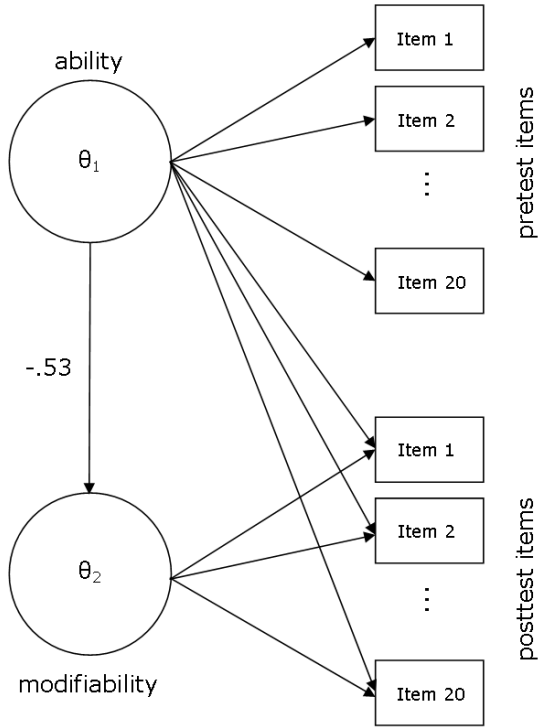 ability
θ1
-.53
θ2
modifiability
Item 1
Item 2
...
Item 20
pretest items
Item 1
Item 2
...
Item 20
posttest items